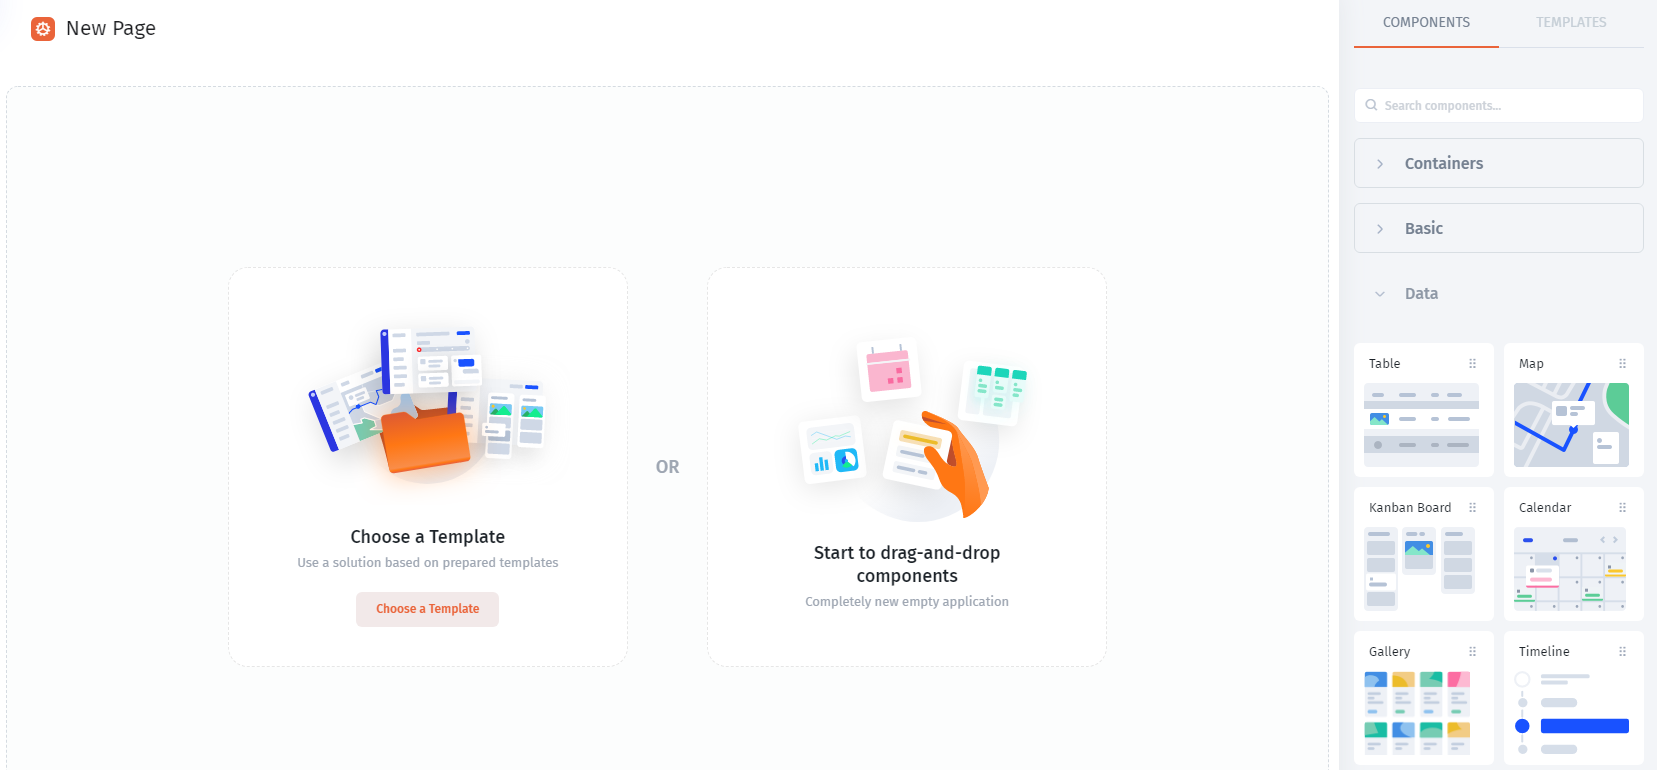 New Page
COMPONENTS
TEMPLATES
Search components...
Containers
Basic
Data
Table
Map
Kanban Board
Calendar
Gallery
Timeline
Choose a Template
Use a solution based on prepared templates
Choose a Template
OR
Start to drag-and-drop
components
Completely new empty application